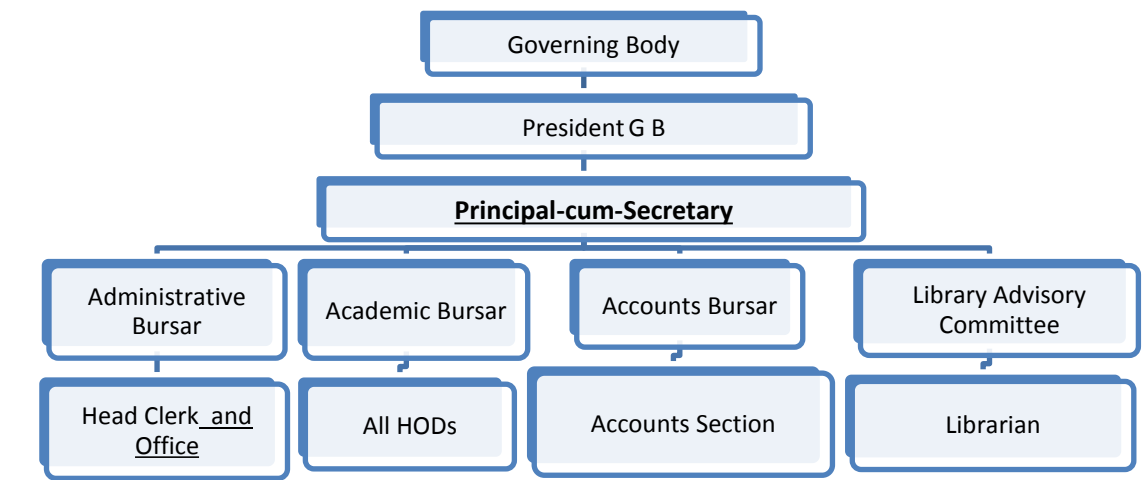 Governing Body
President G B
Principal-cum-Secretary
Administrative
Bursar
Academic Bursar
Accounts Bursar
Library Advisory
Committee
Head Clerk and
Office
All HODs
Accounts Section
Librarian